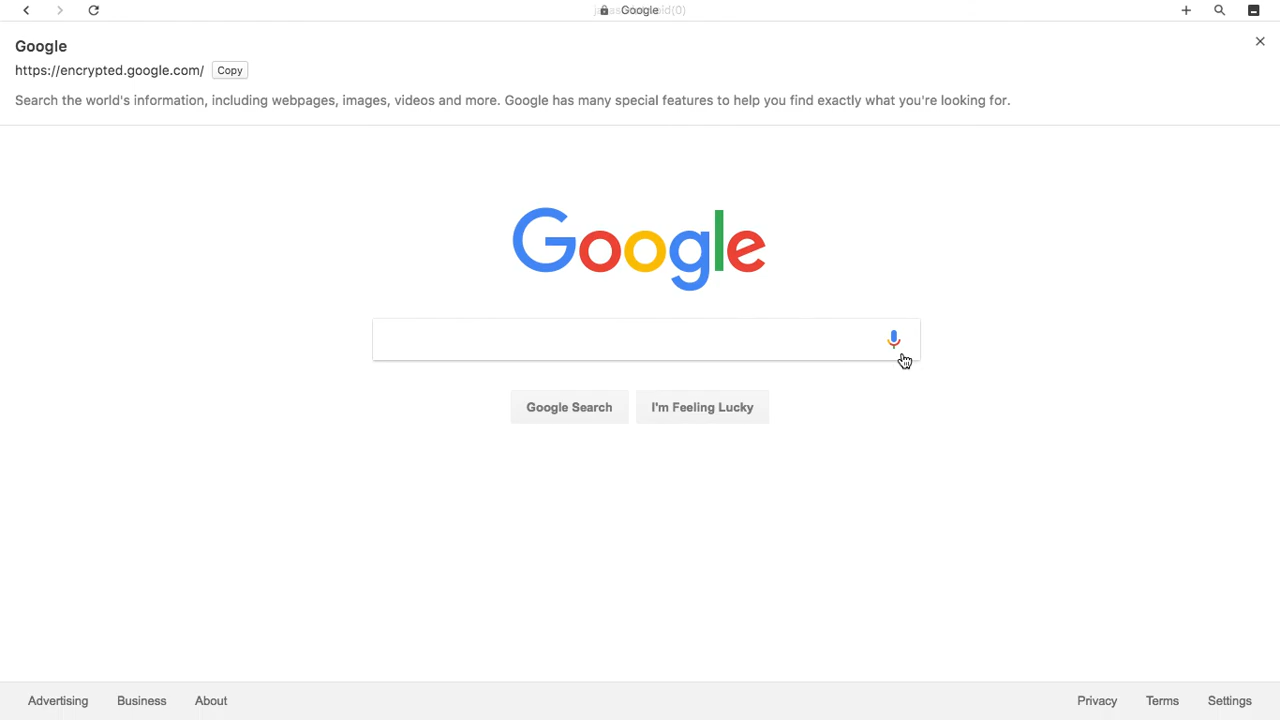 Google
Google
https://encrypted.google.com/ Copy
Search the world's information, including webpages, images, videos and more. Google has many special features to help you find exactly what you're looking for.
Google
Google Search I'm Feeling Lucky
Advertising Business About Privacy Terms Settings